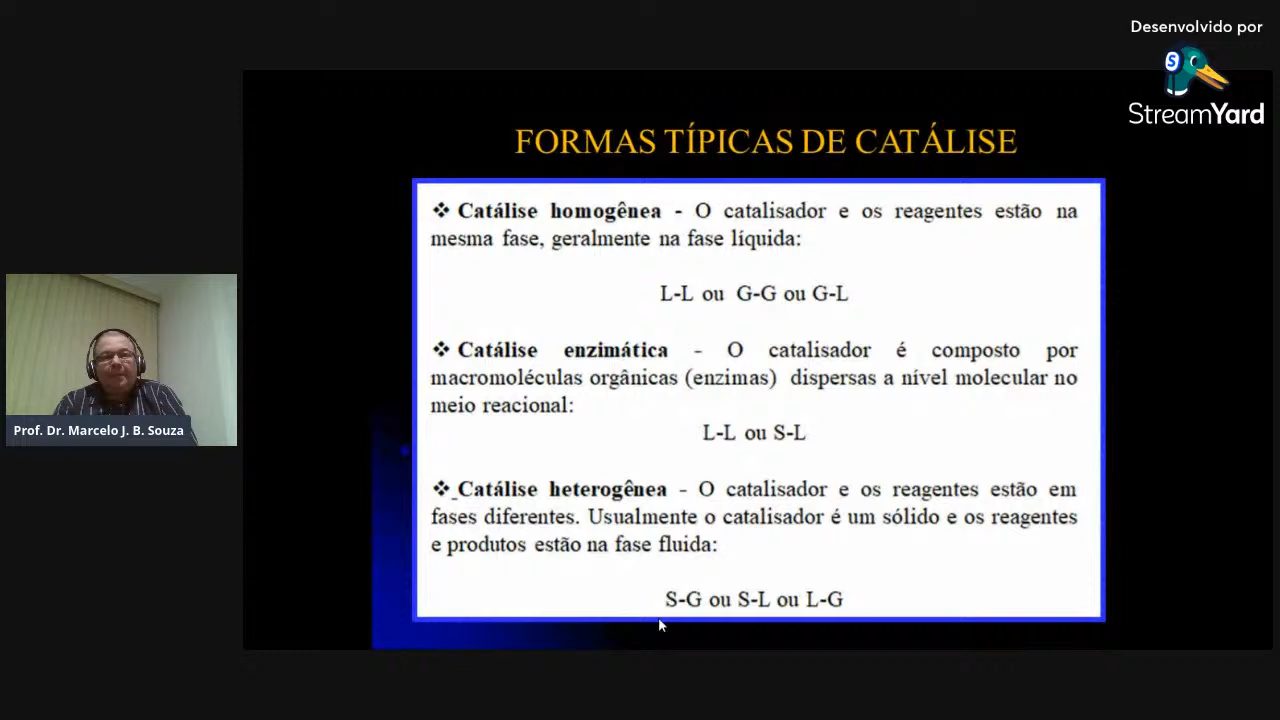 Desenvolvido por
StreamYard
FORMAS TÍPICAS DE CATÁLISE
❖ Catálise homogênea - O catalisador e os reagentes estão na
mesma fase, geralmente na fase líquida:
L-L ou G-G ou G-L
❖ Catálise enzimática - O catalisador é composto por
macromoléculas orgânicas (enzimas) dispersas a nível molecular no
meio reacional:
L-L ou S-L
❖ Catálise heterogênea - O catalisador e os reagentes estão em
fases diferentes. Usualmente o catalisador é um sólido e os reagentes
e produtos estão na fase fluida:
S-G ou S-L ou L-G
Prof. Dr. Marcelo J. B. Souza